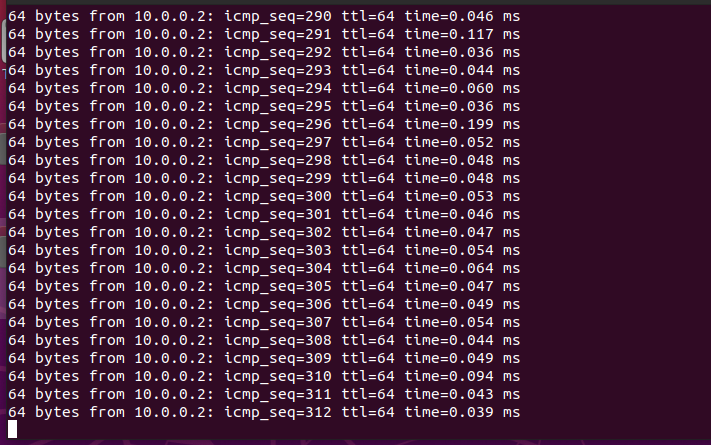 64 bytes from 10.0.0.2: icmp_seq=290 ttl=64 time=0.046 ms
64 bytes from 10.0.0.2: icmp_seq=291 ttl=64 time=0.117 ms
64 bytes from 10.0.0.2: icmp_seq=292 ttl=64 time=0.036 ms
64 bytes from 10.0.0.2: icmp_seq=293 ttl=64 time=0.044 ms
64 bytes from 10.0.0.2: icmp_seq=294 ttl=64 time=0.060 ms
64 bytes from 10.0.0.2: icmp_seq=295 ttl=64 time=0.036 ms
64 bytes from 10.0.0.2: icmp_seq=296 ttl=64 time=0.199 ms
64 bytes from 10.0.0.2: icmp_seq=297 ttl=64 time=0.052 ms
64 bytes from 10.0.0.2: icmp_seq=298 ttl=64 time=0.048 ms
64 bytes from 10.0.0.2: icmp_seq=299 ttl=64 time=0.048 ms
64 bytes from 10.0.0.2: icmp_seq=300 ttl=64 time=0.053 ms
64 bytes from 10.0.0.2: icmp_seq=301 ttl=64 time=0.046 ms
64 bytes from 10.0.0.2: icmp_seq=302 ttl=64 time=0.047 ms
64 bytes from 10.0.0.2: icmp_seq=303 ttl=64 time=0.054 ms
64 bytes from 10.0.0.2: icmp_seq=304 ttl=64 time=0.064 ms
64 bytes from 10.0.0.2: icmp_seq=305 ttl=64 time=0.047 ms
64 bytes from 10.0.0.2: icmp_seq=306 ttl=64 time=0.049 ms
64 bytes from 10.0.0.2: icmp_seq=307 ttl=64 time=0.054 ms
64 bytes from 10.0.0.2: icmp_seq=308 ttl=64 time=0.044 ms
64 bytes from 10.0.0.2: icmp_seq=309 ttl=64 time=0.049 ms
64 bytes from 10.0.0.2: icmp_seq=310 ttl=64 time=0.094 ms
64 bytes from 10.0.0.2: icmp_seq=311 ttl=64 time=0.043 ms
64 bytes from 10.0.0.2: icmp_seq=312 ttl=64 time=0.039 ms